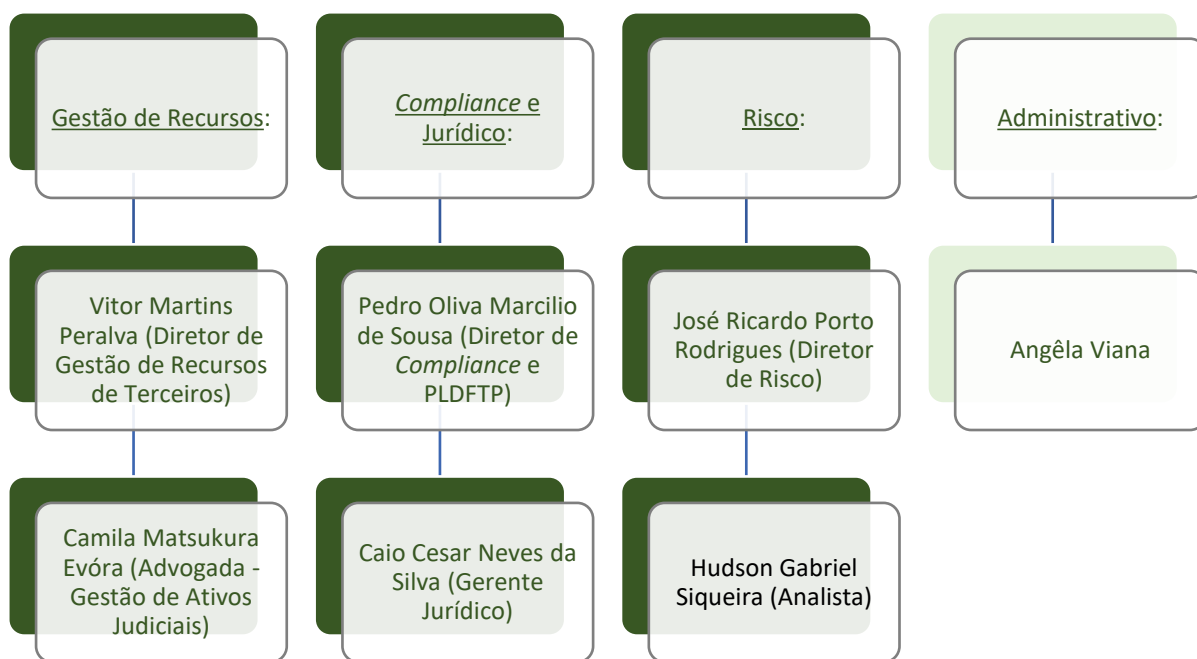 Gestão de Recursos:
Compliance e
Jurídico:
Risco:
Administrativo:
Vitor Martins
Peralva (Diretor de
Gestão de Recursos
de Terceiros)
Pedro Oliva Marcilio
de Sousa (Diretor de
Compliance e
PLDFTP)
José Ricardo Porto
Rodrigues (Diretor
de Risco)
Angêla Viana
Camila Matsukura
Evóra (Advogada -
Gestão de Ativos
Judiciais)
Caio Cesar Neves da
Silva (Gerente
Jurídico)
Hudson Gabriel
Siqueira (Analista)